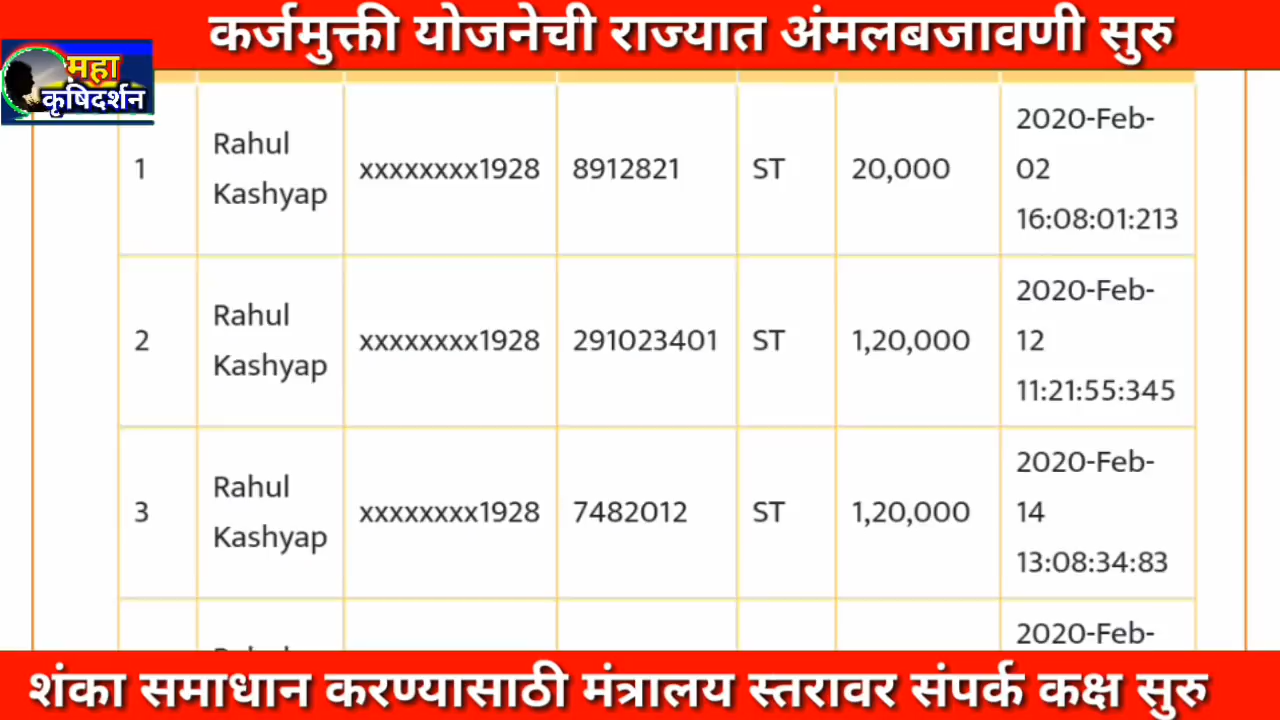 कर्जमुक्ती योजनेची राज्यात अंमलबजावणी सुरु
महा
कृषिदर्शन
1 Rahul Kashyap xxxxxxxx1928 8912821 ST 20,000 2020-Feb-02 16:08:01:213
2 Rahul Kashyap xxxxxxxx1928 291023401 ST 1,20,000 2020-Feb-12 11:21:55:345
3 Rahul Kashyap xxxxxxxx1928 7482012 ST 1,20,000 2020-Feb-14 13:08:34:83
2020-Feb-
शंका समाधान करण्यासाठी मंत्रालय स्तरावर संपर्क कक्ष सुरु